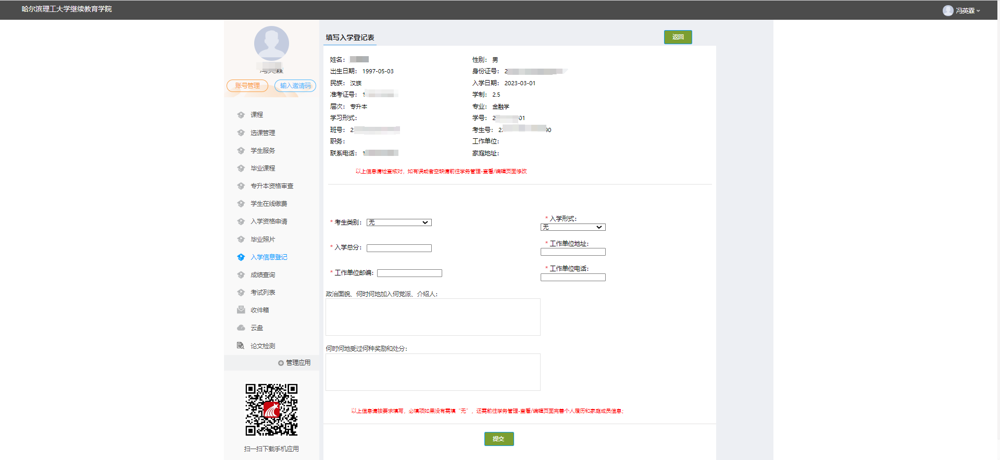 哈尔滨理工大学继续教育学院
冯英霖
账号管理 输入邀请码
课程
选课管理
学生服务
毕业课程
专升本资格审查
学生在线缴费
入学资格申请
毕业照片
入学信息登记
成绩查询
考试列表
收件箱
云盘
论文检测
管理应用
扫一扫下载手机应用
填写入学登记表 返回
姓名： 性别： 男
出生日期： 1997-05-03 身份证号： 2
民族： 汉族 入学日期： 2023-03-01
准考证号： 1 学制： 2.5
层次： 专升本 专业： 金融学
学习形式： 学号： 2 01
班号： 2 考生号： 22 90
职务： 工作单位：
联系电话： 1 家庭地址：
以上信息请检查核对，如有误或者空缺请前往学务管理-查看/编辑页面修改
* 考生类别： 无 * 入学形式： 无
* 入学总分： * 工作单位地址：
* 工作单位邮编： * 工作单位电话：
政治面貌、何时何地加入何党派、介绍人：
何时何地受过何种奖励和处分：
以上信息请按要求填写，必填项如果没有需填“无”，还需前往学务管理-查看/编辑页面完善个人履历和家庭成员信息；
提交